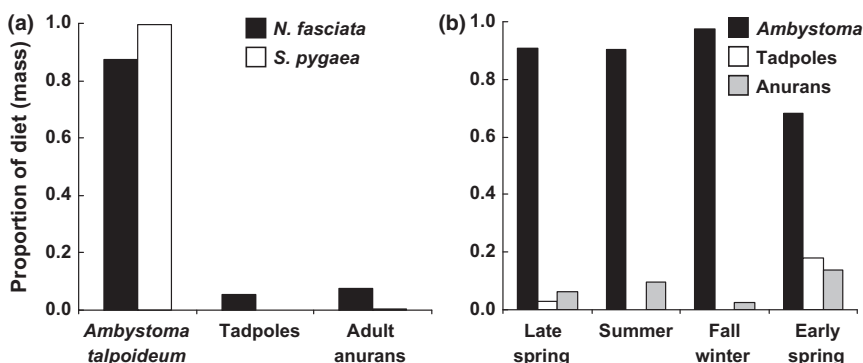 (a)
N. fasciata
S. pygaea
Proportion of diet (mass)
1.0
0.8
0.6
0.4
0.2
0.0
Ambystoma
talpoideum
Tadpoles
Adult
anurans
(b)
Ambystoma
Tadpoles
Anurans
1.0
0.8
0.6
0.4
0.2
0.0
Late
spring
Summer
Fall
winter
Early
spring